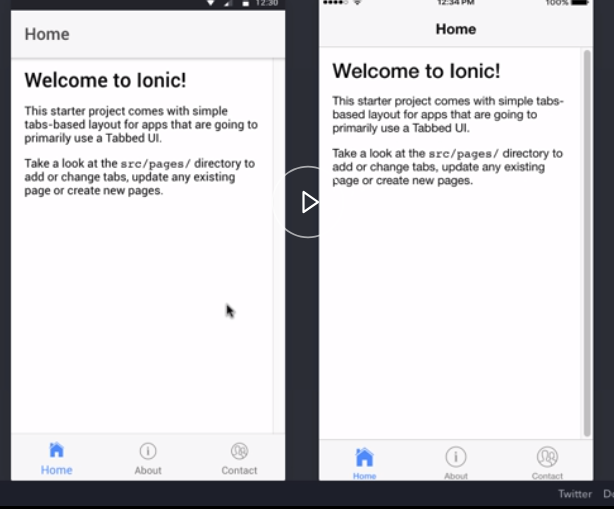 12:30
Home
Welcome to Ionic!
This starter project comes with simple
tabs-based layout for apps that are going to
primarily use a Tabbed UI.
Take a look at the src/pages/ directory to
add or change tabs, update any existing
page or create new pages.
Home
About
Contact
12:34 PM
100%
Home
Welcome to Ionic!
This starter project comes with simple tabs-
based layout for apps that are going to
primarily use a Tabbed UI.
Take a look at the src/pages/ directory to
add or change tabs, update any existing
page or create new pages.
Home
About
Contact
Twitter